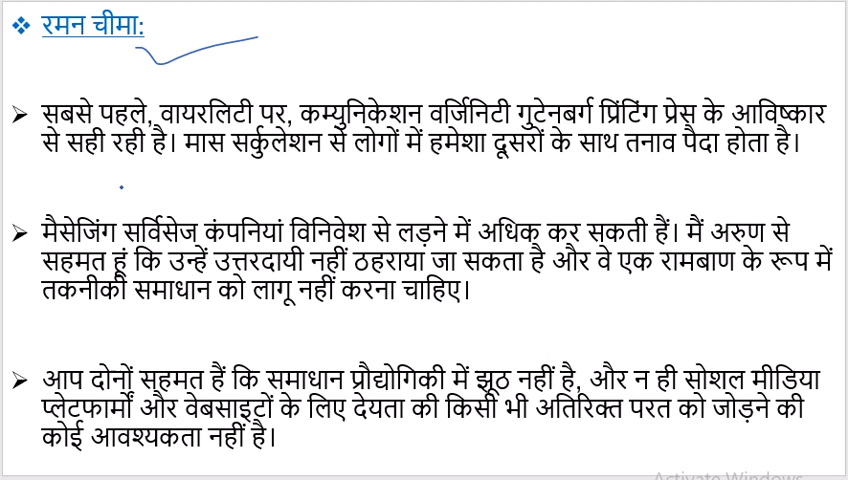 ❖ रमन चीमा:
➢ सबसे पहले, वायरलिटी पर, कम्युनिकेशन वर्जिनिटी गुटेनबर्ग प्रिंटिंग प्रेस के आविष्कार
से सही रही है। मास सर्कुलेशन से लोगों में हमेशा दूसरों के साथ तनाव पैदा होता है।
➢ मैसेजिंग सर्विसेज कंपनियां विनिवेश से लड़ने में अधिक कर सकती हैं। मैं अरुण से
सहमत हूं कि उन्हें उत्तरदायी नहीं ठहराया जा सकता है और वे एक रामबाण के रूप में
तकनीकी समाधान को लागू नहीं करना चाहिए।
➢ आप दोनों सहमत हैं कि समाधान प्रौद्योगिकी में झूठ नहीं है, और न ही सोशल मीडिया
प्लेटफार्मों और वेबसाइटों के लिए देयता की किसी भी अतिरिक्त परत को जोड़ने की
कोई आवश्यकता नहीं है।
Activate Windows